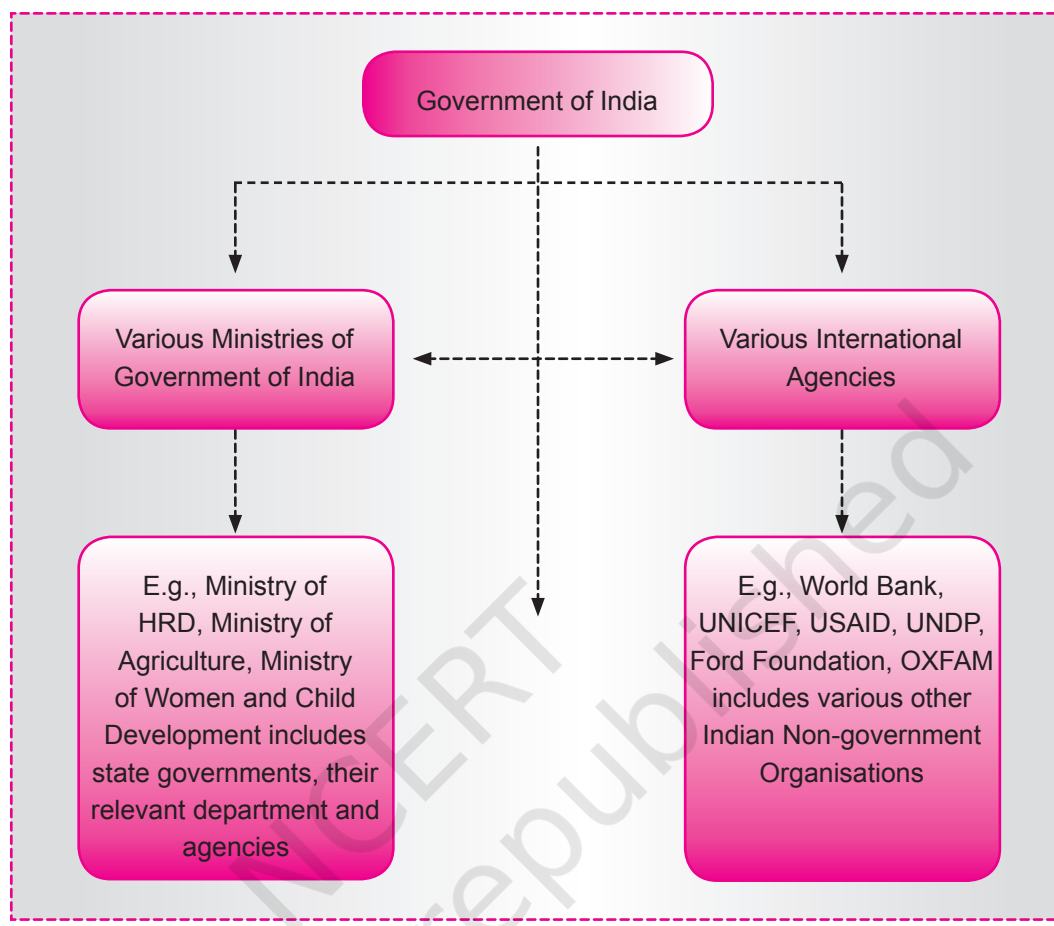 Government of India
Various Ministries of
Government of India
Various International
Agencies
E.g., Ministry of
HRD, Ministry of
Agriculture, Ministry
of Women and Child
Development includes
state governments, their
relevant department and
agencies
E.g., World Bank,
UNICEF, USAID, UNDP,
Ford Foundation, OXFAM
includes various other
Indian Non-government
Organisations
NCERT
republished